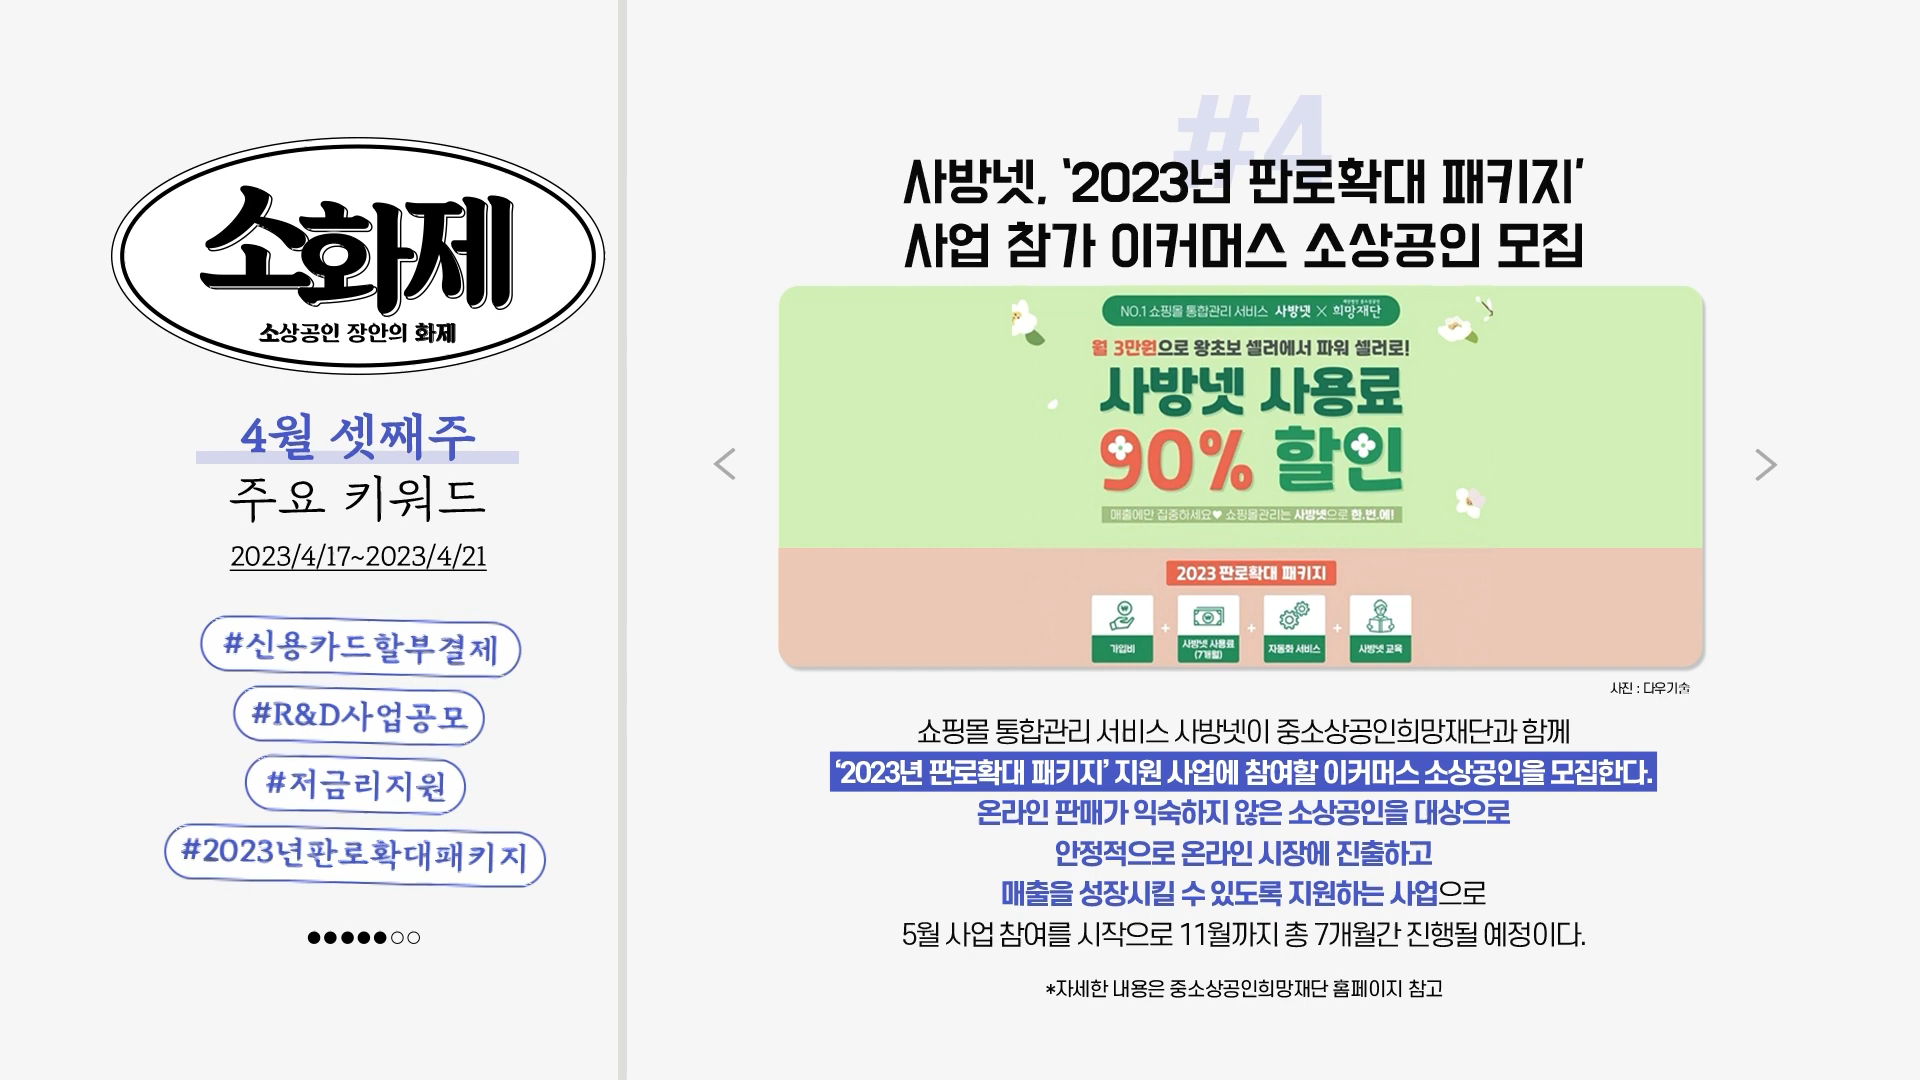 소화제
소상공인 장안의 화제
4월 셋째주
주요 키워드
2023/4/17~2023/4/21
#신용카드할부결제
#R&D사업공모
#저금리지원
#2023년판로확대패키지
#4
사방넷, ‘2023년 판로확대 패키지’
사업 참가 이커머스 소상공인 모집
NO.1 쇼핑몰 통합관리 서비스 사방넷 × 희망재단
월 3만원으로 왕초보 셀러에서 파워 셀러로!
사방넷 사용료
90% 할인
매출에만 집중하세요♥ 쇼핑몰관리는 사방넷으로 한.번.에!
2023 판로확대 패키지
가입비 + 사방넷 사용료 (7개월) + 자동화 서비스 + 사방넷 교육
사진 : 다우기술
쇼핑몰 통합관리 서비스 사방넷이 중소상공인희망재단과 함께
‘2023년 판로확대 패키지’ 지원 사업에 참여할 이커머스 소상공인을 모집한다.
온라인 판매가 익숙하지 않은 소상공인을 대상으로
안정적으로 온라인 시장에 진출하고
매출을 성장시킬 수 있도록 지원하는 사업으로
5월 사업 참여를 시작으로 11월까지 총 7개월간 진행될 예정이다.
*자세한 내용은 중소상공인희망재단 홈페이지 참고